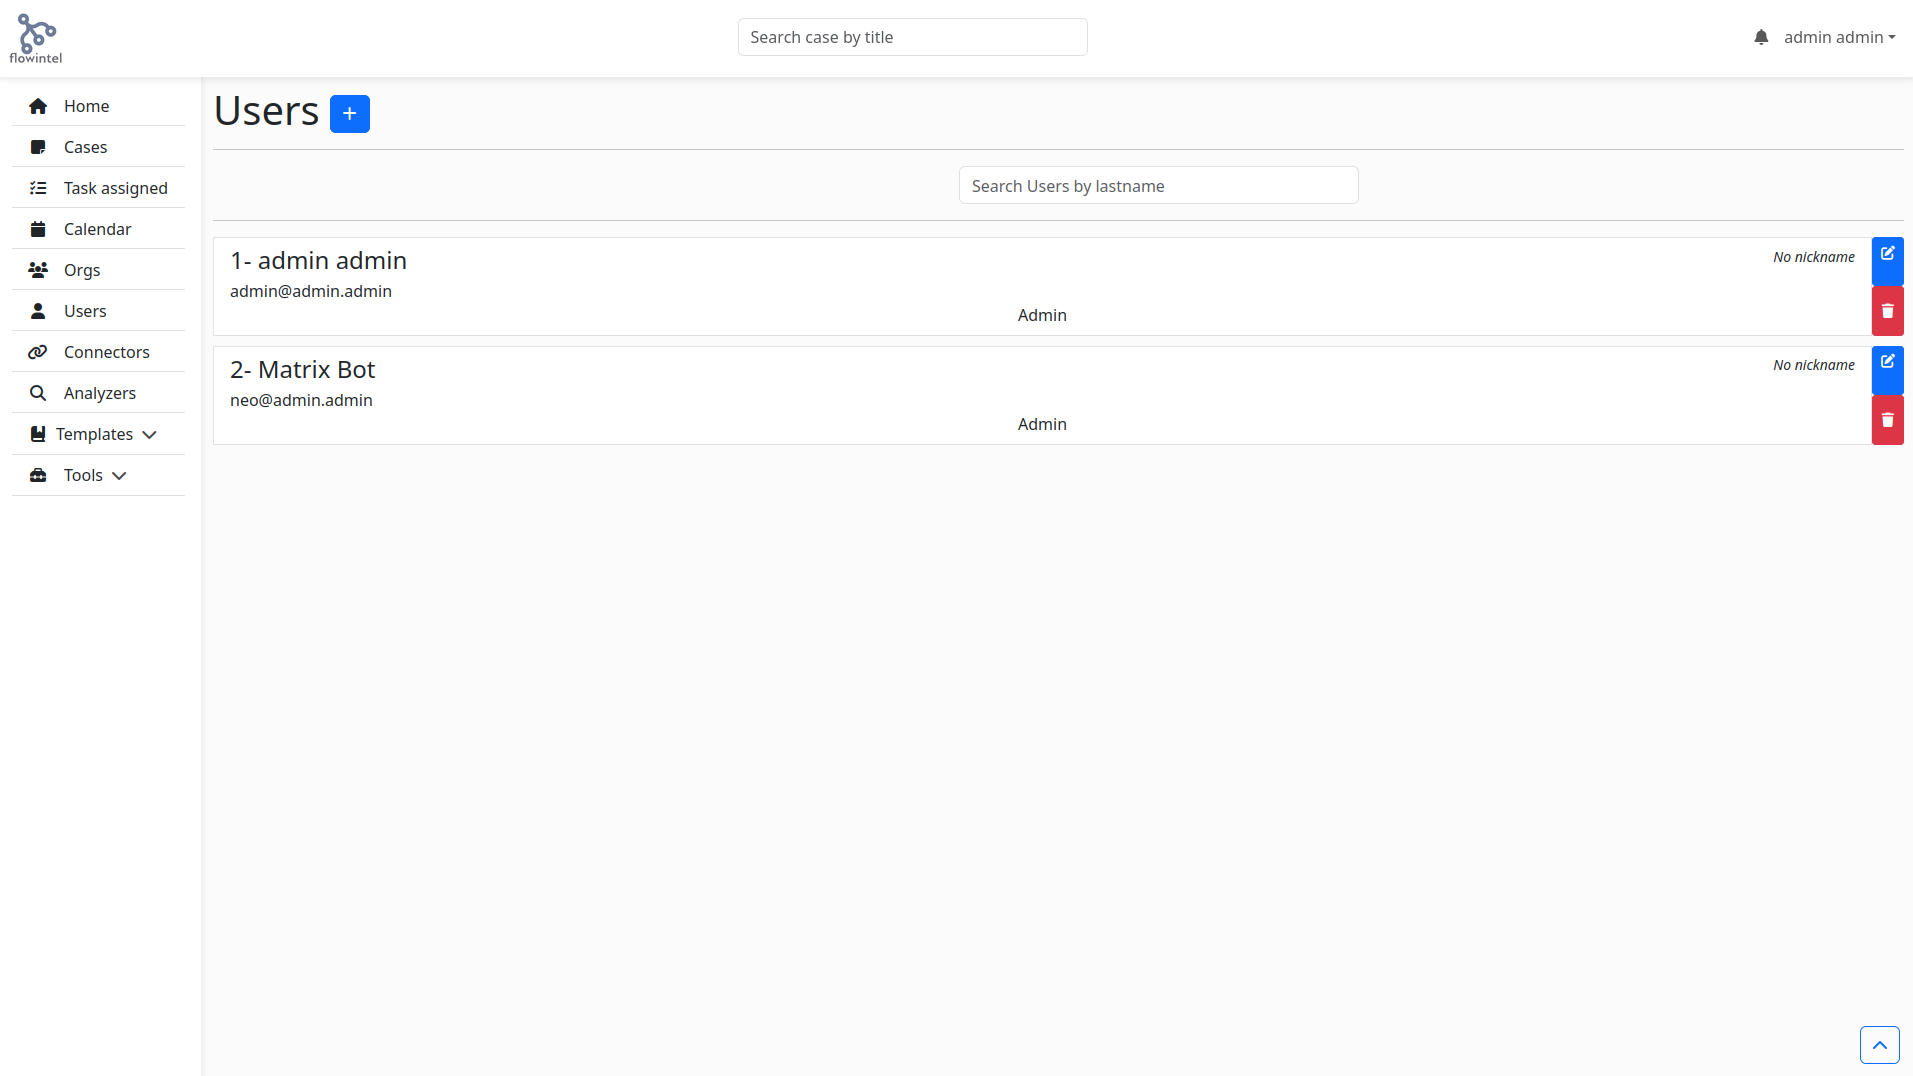 flowintel
Search case by title
admin admin
Home
Cases
Task assigned
Calendar
Orgs
Users
Connectors
Analyzers
Templates
Tools
Users +
Search Users by lastname
1- admin admin
No nickname
admin@admin.admin
Admin
2- Matrix Bot
No nickname
neo@admin.admin
Admin